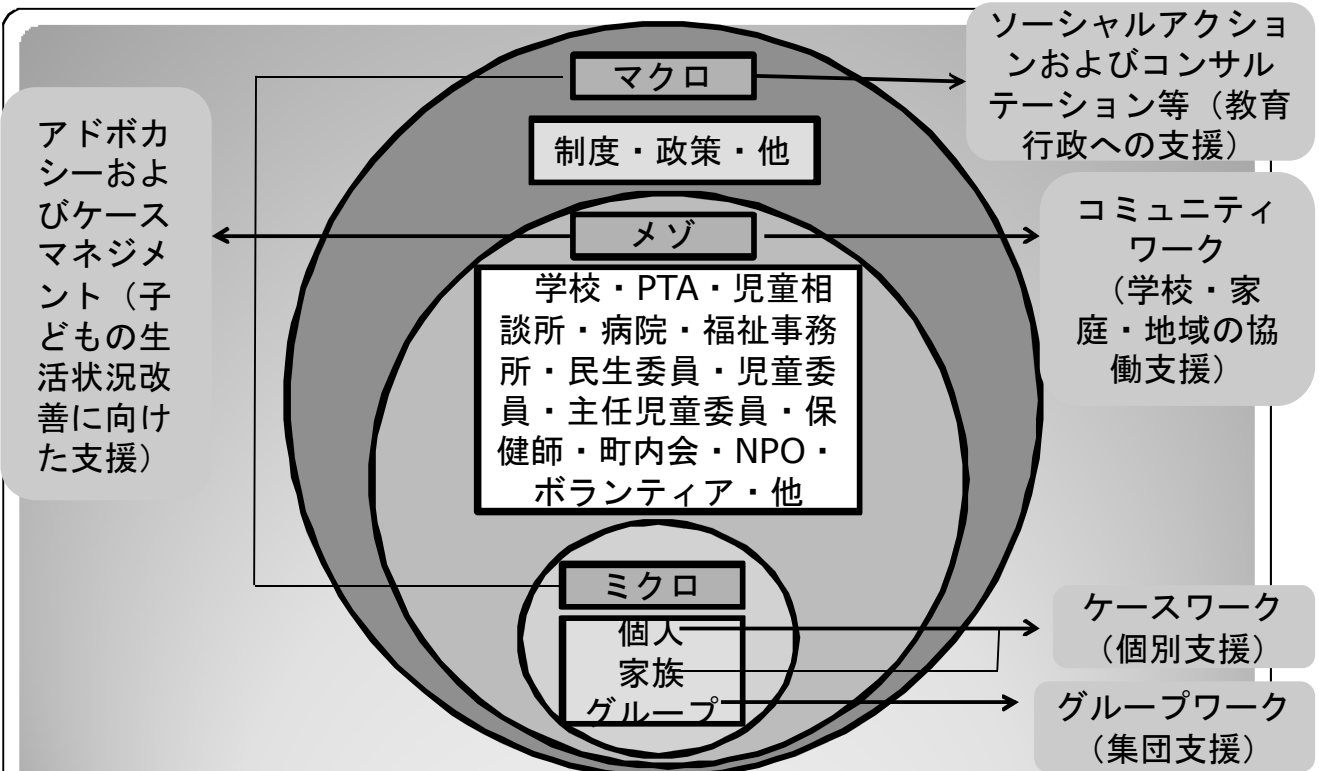 マクロ
制度・政策・他
メゾ
学校・PTA・児童相
談所・病院・福祉事務
所・民生委員・児童委
員・主任児童委員・保
健師・町内会・NPO・
ボランティア・他
ミクロ
個人
家族
グループ
アドボカ
シーおよ
びケース
マネジメ
ント（子
どもの生
活状況改
善に向け
た支援）
ソーシャルアクショ
ンおよびコンサル
テーション等（教育
行政への支援）
コミュニティ
ワーク
（学校・家
庭・地域の協
働支援）
ケースワーク
（個別支援）
グループワーク
（集団支援）